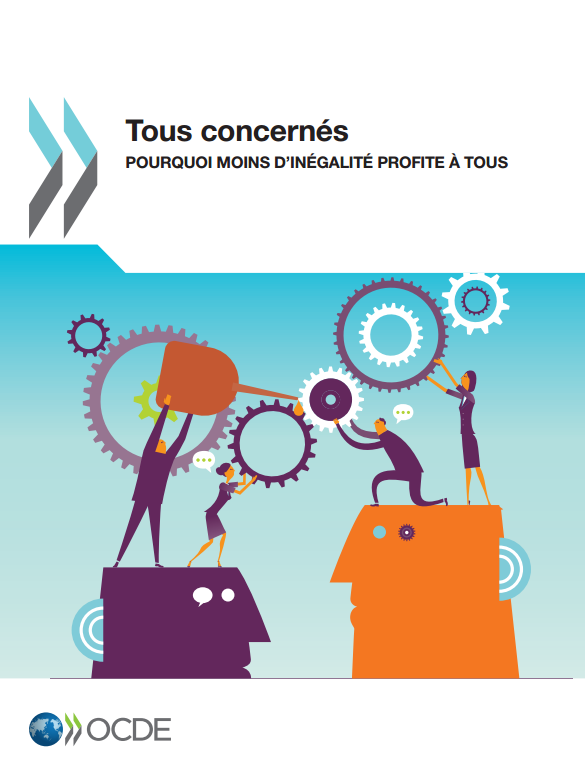 Tous concernés
POURQUOI MOINS D'INÉGALITÉ PROFITE À TOUS
OCDE